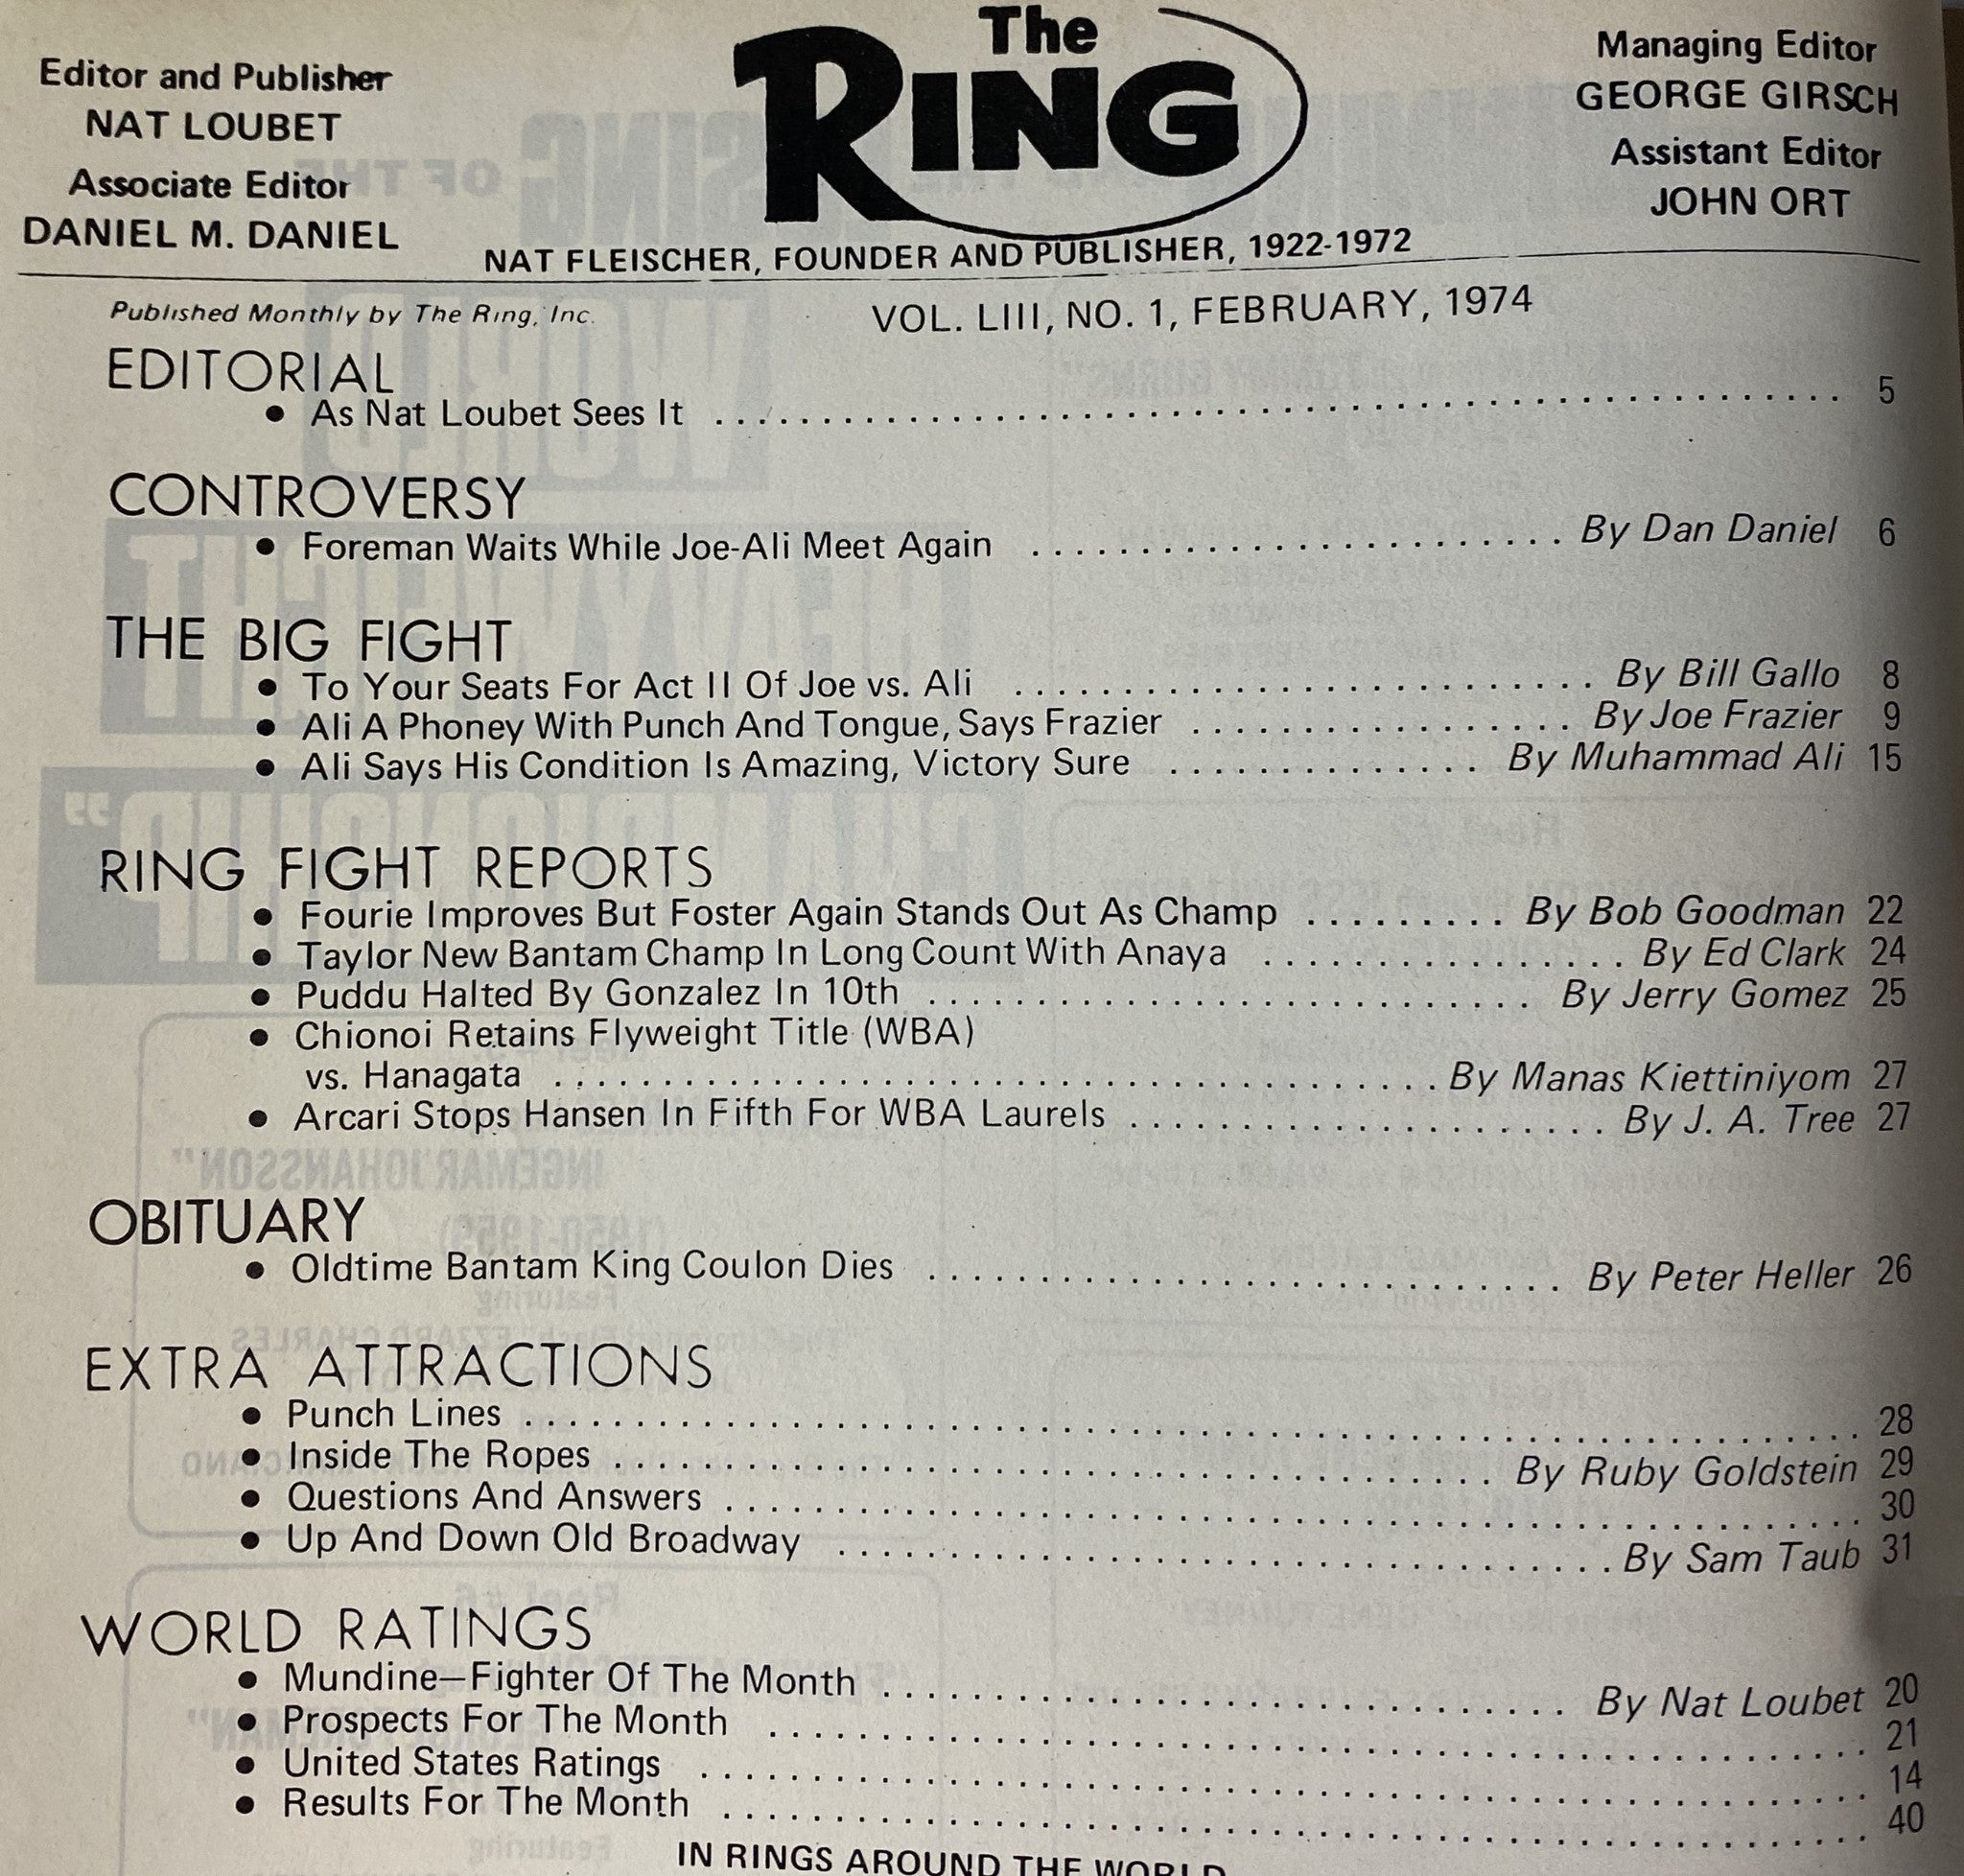 The
RING
Editor and Publisher
NAT LOUBET
Associate Editor
DANIEL M. DANIEL
Managing Editor
GEORGE GIRSCH
Assistant Editor
JOHN ORT
NAT FLEISCHER, FOUNDER AND PUBLISHER, 1922-1972
Published Monthly by The Ring, Inc.
VOL. LIII, NO. 1, FEBRUARY, 1974
EDITORIAL
● As Nat Loubet Sees It . . . . . . . . . . 5
CONTROVERSY
● Foreman Waits While Joe-Ali Meet Again . . . . . . . . . . By Dan Daniel 6
THE BIG FIGHT
● To Your Seats For Act II Of Joe vs. Ali . . . . . . . . . . By Bill Gallo 8
● Ali A Phoney With Punch And Tongue, Says Frazier . . . . . . . . . . By Joe Frazier 9
● Ali Says His Condition Is Amazing, Victory Sure . . . . . . . . . . By Muhammad Ali 15
RING FIGHT REPORTS
● Fourie Improves But Foster Again Stands Out As Champ . . . . . . . . . By Bob Goodman 22
● Taylor New Bantam Champ In Long Count With Anaya . . . . . . . . . . By Ed Clark 24
● Puddu Halted By Gonzalez In 10th . . . . . . . . . . By Jerry Gomez 25
● Chionoi Retains Flyweight Title (WBA)
vs. Hanagata . . . . . . . . . . By Manas Kiettiniyom 27
● Arcari Stops Hansen In Fifth For WBA Laurels . . . . . . . . . . By J. A. Tree 27
OBITUARY
● Oldtime Bantam King Coulon Dies . . . . . . . . . . By Peter Heller 26
EXTRA ATTRACTIONS
● Punch Lines . . . . . . . . . . 28
● Inside The Ropes . . . . . . . . . . By Ruby Goldstein 29
● Questions And Answers . . . . . . . . . . 30
● Up And Down Old Broadway . . . . . . . . . . By Sam Taub 31
WORLD RATINGS
● Mundine—Fighter Of The Month . . . . . . . . . . By Nat Loubet 20
● Prospects For The Month . . . . . . . . . . 21
● United States Ratings . . . . . . . . . . 14
● Results For The Month . . . . . . . . . . 40
IN RINGS AROUND THE WORLD